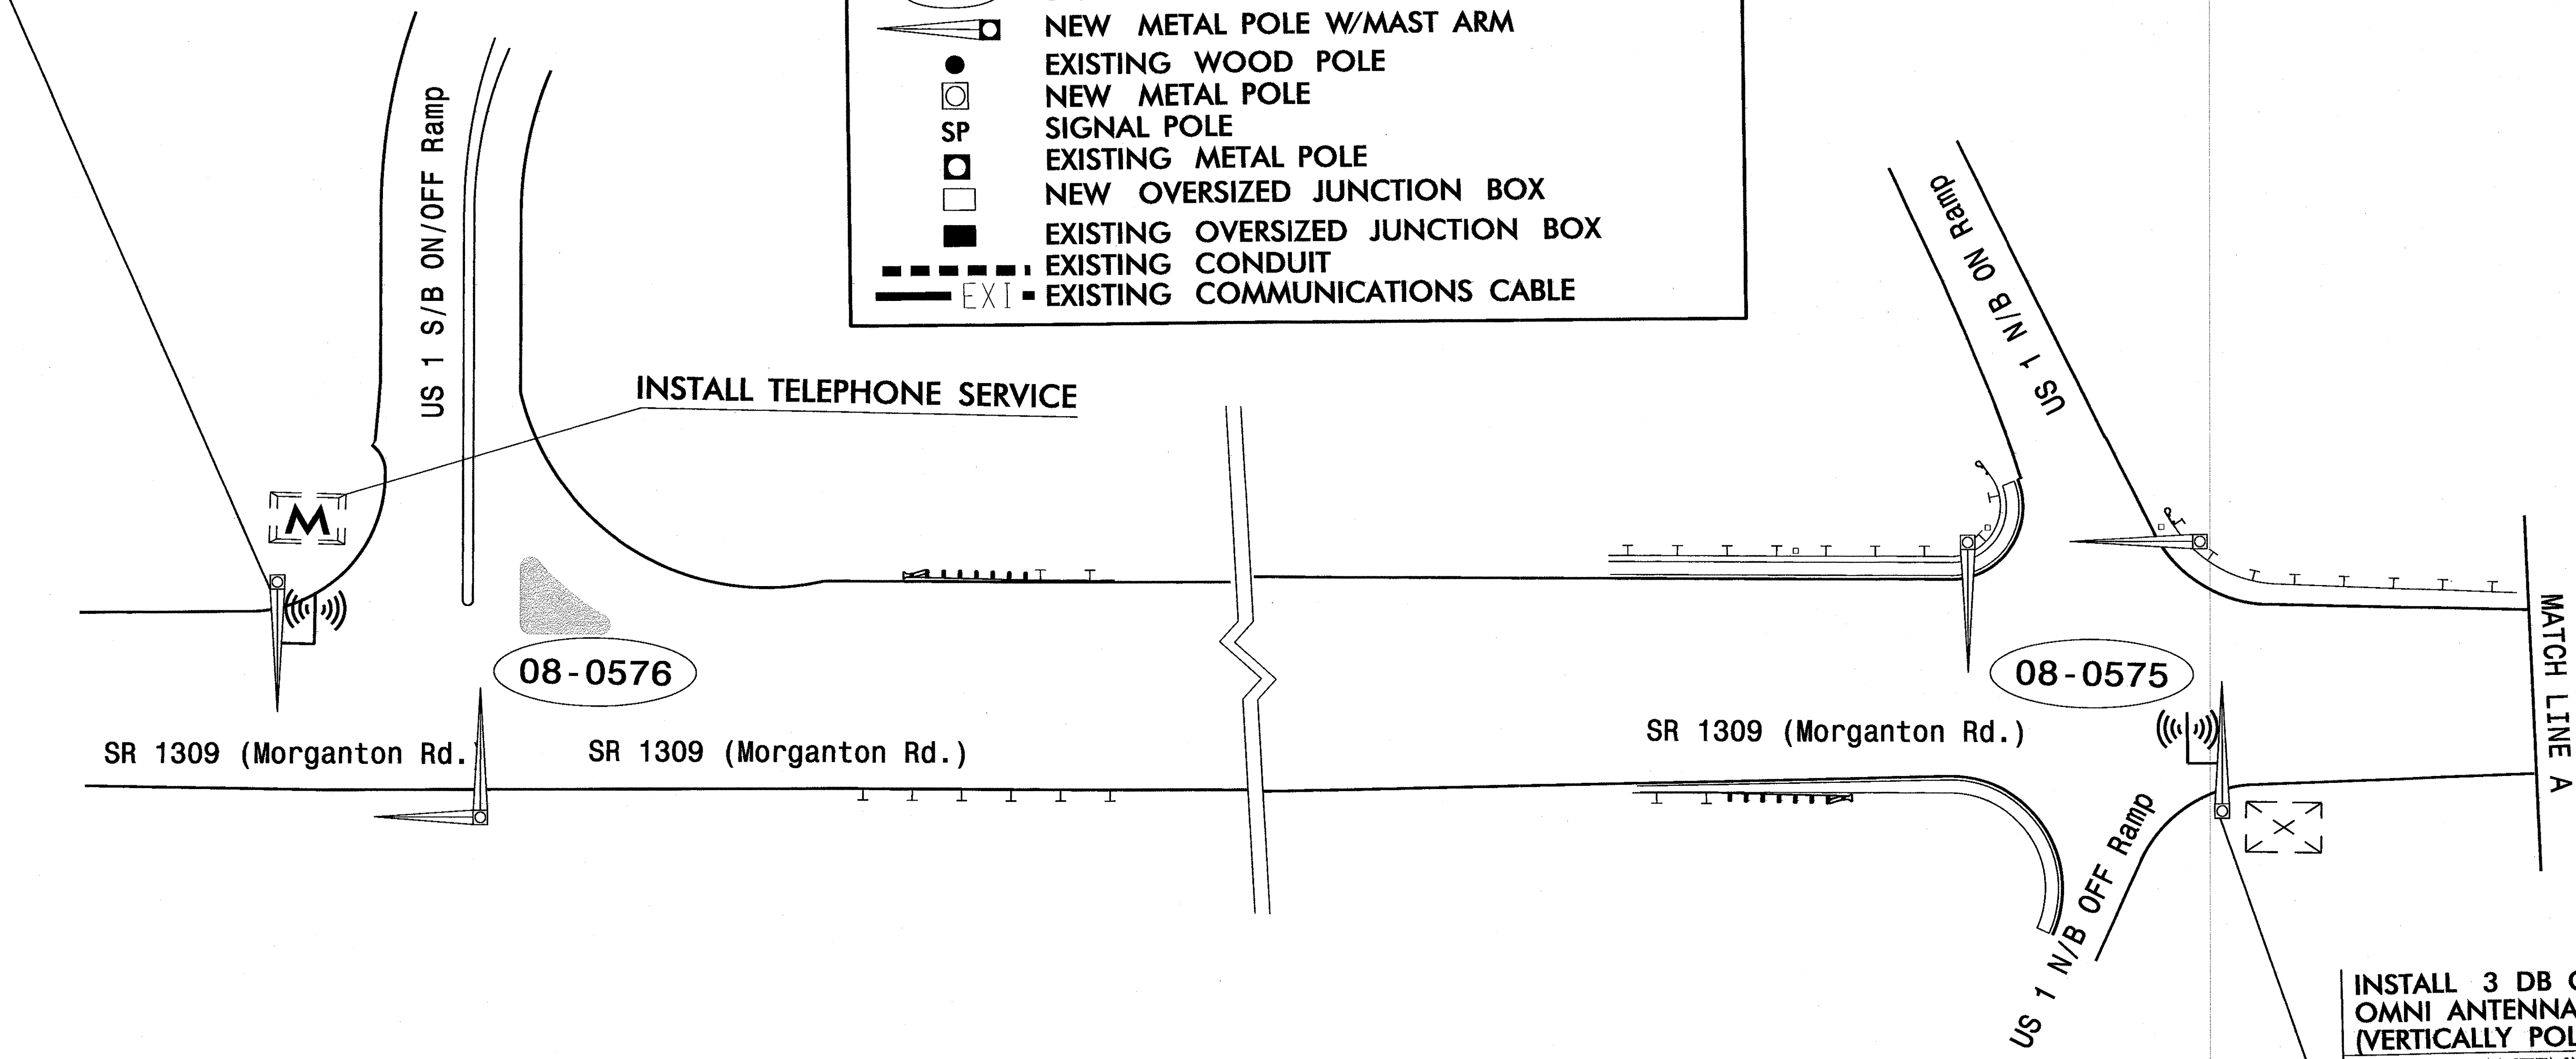 NEW METAL POLE W/MAST ARM
EXISTING WOOD POLE
NEW METAL POLE
SP SIGNAL POLE
EXISTING METAL POLE
NEW OVERSIZED JUNCTION BOX
EXISTING OVERSIZED JUNCTION BOX
EXISTING CONDUIT
EXI EXISTING COMMUNICATIONS CABLE
US 1 S/B ON/OFF Ramp
US 1 N/B ON Ramp
INSTALL TELEPHONE SERVICE
M
08-0576
08-0575
MATCH LINE A
SR 1309 (Morganton Rd.
SR 1309 (Morganton Rd.)
SR 1309 (Morganton Rd.)
X
US 1 N/B OFF Ramp
INSTALL 3 DB
OMNI ANTENNA
(VERTICALLY